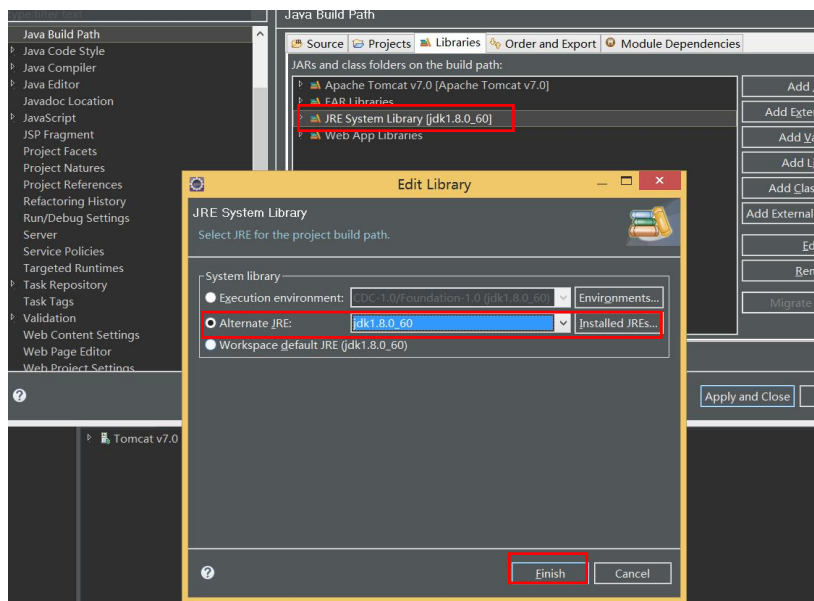 type filter text
Java Build Path
Java Build Path
Java Code Style
Java Compiler
Java Editor
Javadoc Location
JavaScript
JSP Fragment
Project Facets
Project Natures
Project References
Refactoring History
Run/Debug Settings
Server
Service Policies
Targeted Runtimes
Task Repository
Task Tags
Validation
Web Content Settings
Web Page Editor
Web Project Settings
Source Projects Libraries Order and Export Module Dependencies
JARs and class folders on the build path:
Apache Tomcat v7.0 [Apache Tomcat v7.0]
EAR Libraries
JRE System Library [jdk1.8.0_60]
Web App Libraries
Add
Add Exter
Add Va
Add Li
Add Clas
Add External
Ed
Ren
Migrate
Apply and Close
Tomcat v7.0
Edit Library
JRE System Library
Select JRE for the project build path.
System library
Execution environment: CDC-1.0/Foundation-1.0 (jdk1.8.0_60) Environments...
Alternate JRE: jdk1.8.0_60 Installed JREs...
Workspace default JRE (jdk1.8.0_60)
Finish Cancel